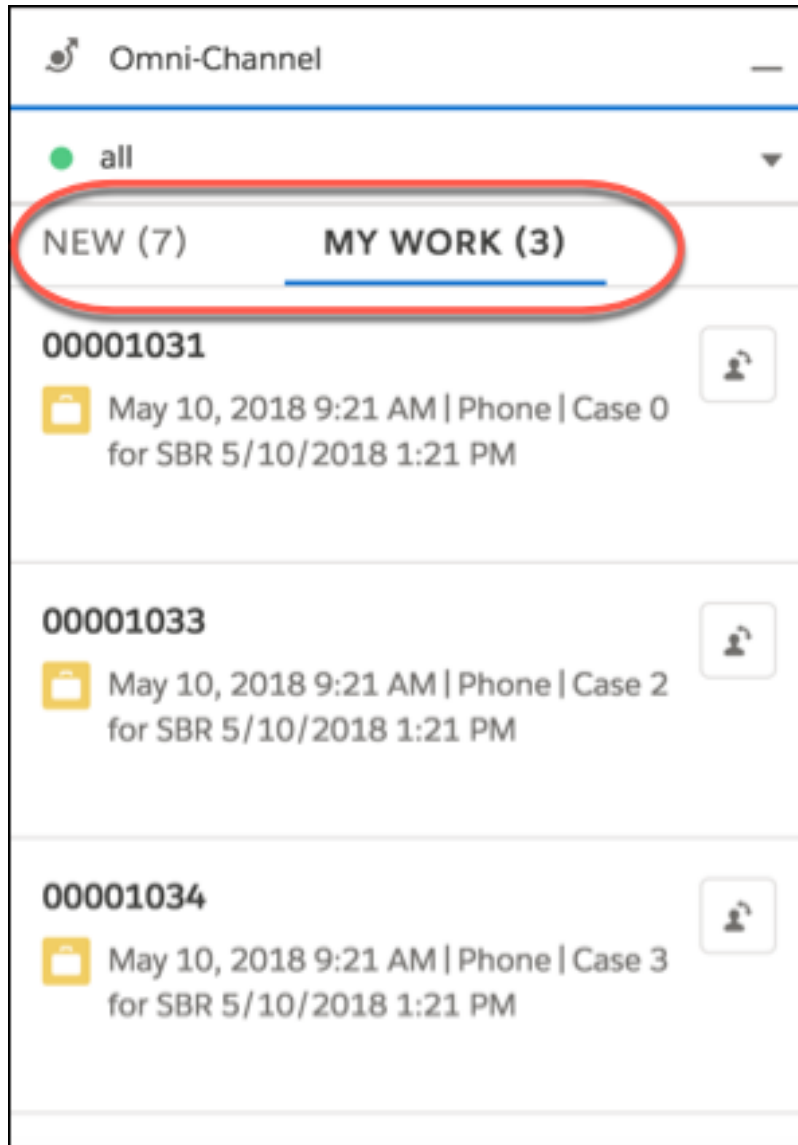 Omni-Channel
all
NEW (7) MY WORK (3)
00001031
May 10, 2018 9:21 AM | Phone | Case 0
for SBR 5/10/2018 1:21 PM
00001033
May 10, 2018 9:21 AM | Phone | Case 2
for SBR 5/10/2018 1:21 PM
00001034
May 10, 2018 9:21 AM | Phone | Case 3
for SBR 5/10/2018 1:21 PM